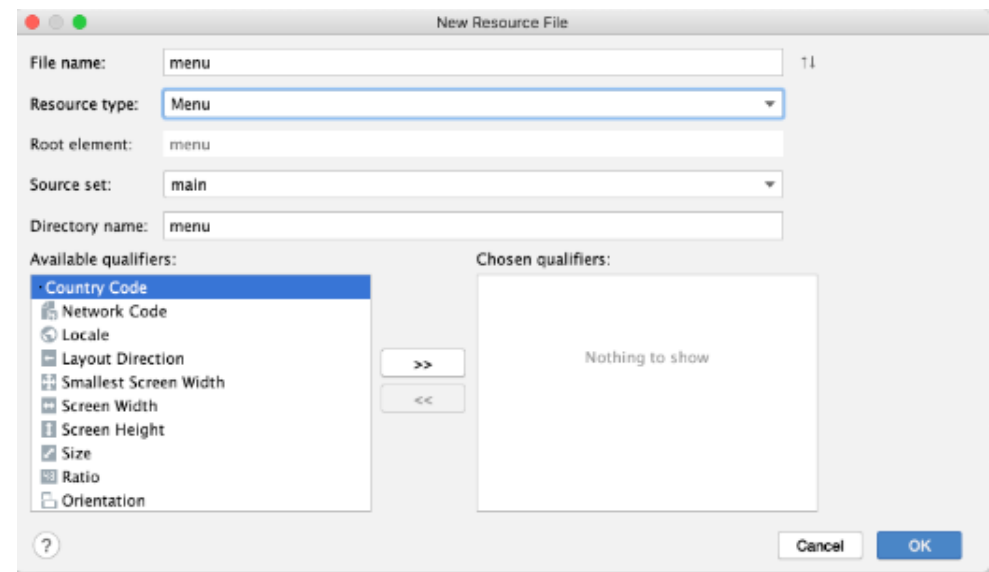 New Resource File
File name: menu
Resource type: Menu
Root element: menu
Source set: main
Directory name: menu
Available qualifiers:
Chosen qualifiers:
Country Code
Network Code
Locale
Layout Direction
Smallest Screen Width
Screen Width
Screen Height
Size
Ratio
Orientation
>>
<<
Nothing to show
?
Cancel
OK